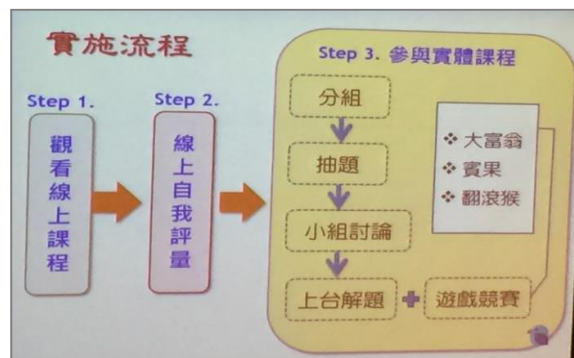 實施流程
Step 1.
觀看線上課程
Step 2.
線上自我評量
Step 3. 參與實體課程
分組
抽題
小組討論
上台解題
遊戲競賽
大富翁
賓果
翻滾猴